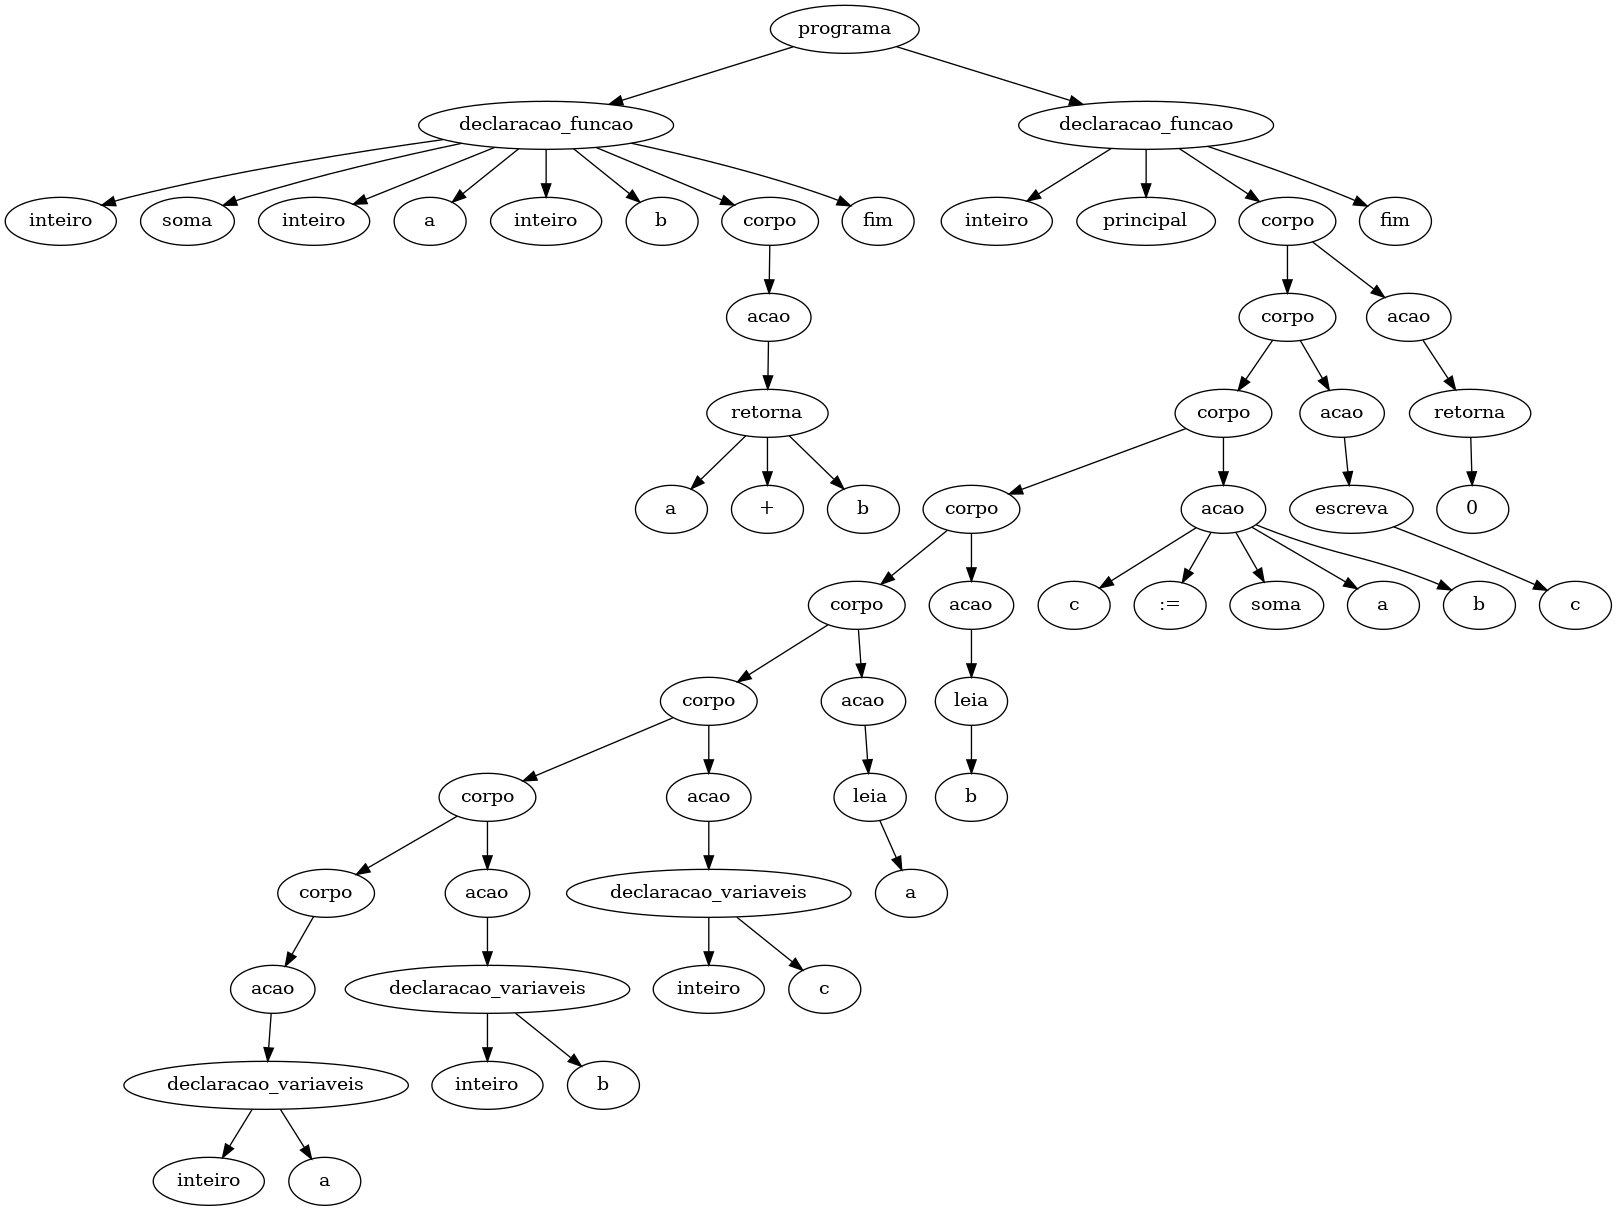 programa
declaracao_funcao declaracao_funcao
inteiro soma inteiro a inteiro b corpo fim inteiro principal corpo fim
acao corpo acao
retorna corpo acao retorna
a + b corpo acao escreva 0
corpo acao c := soma a b c
corpo acao leia
corpo acao leia b
corpo acao declaracao_variaveis a
acao declaracao_variaveis inteiro c
declaracao_variaveis inteiro b
inteiro a